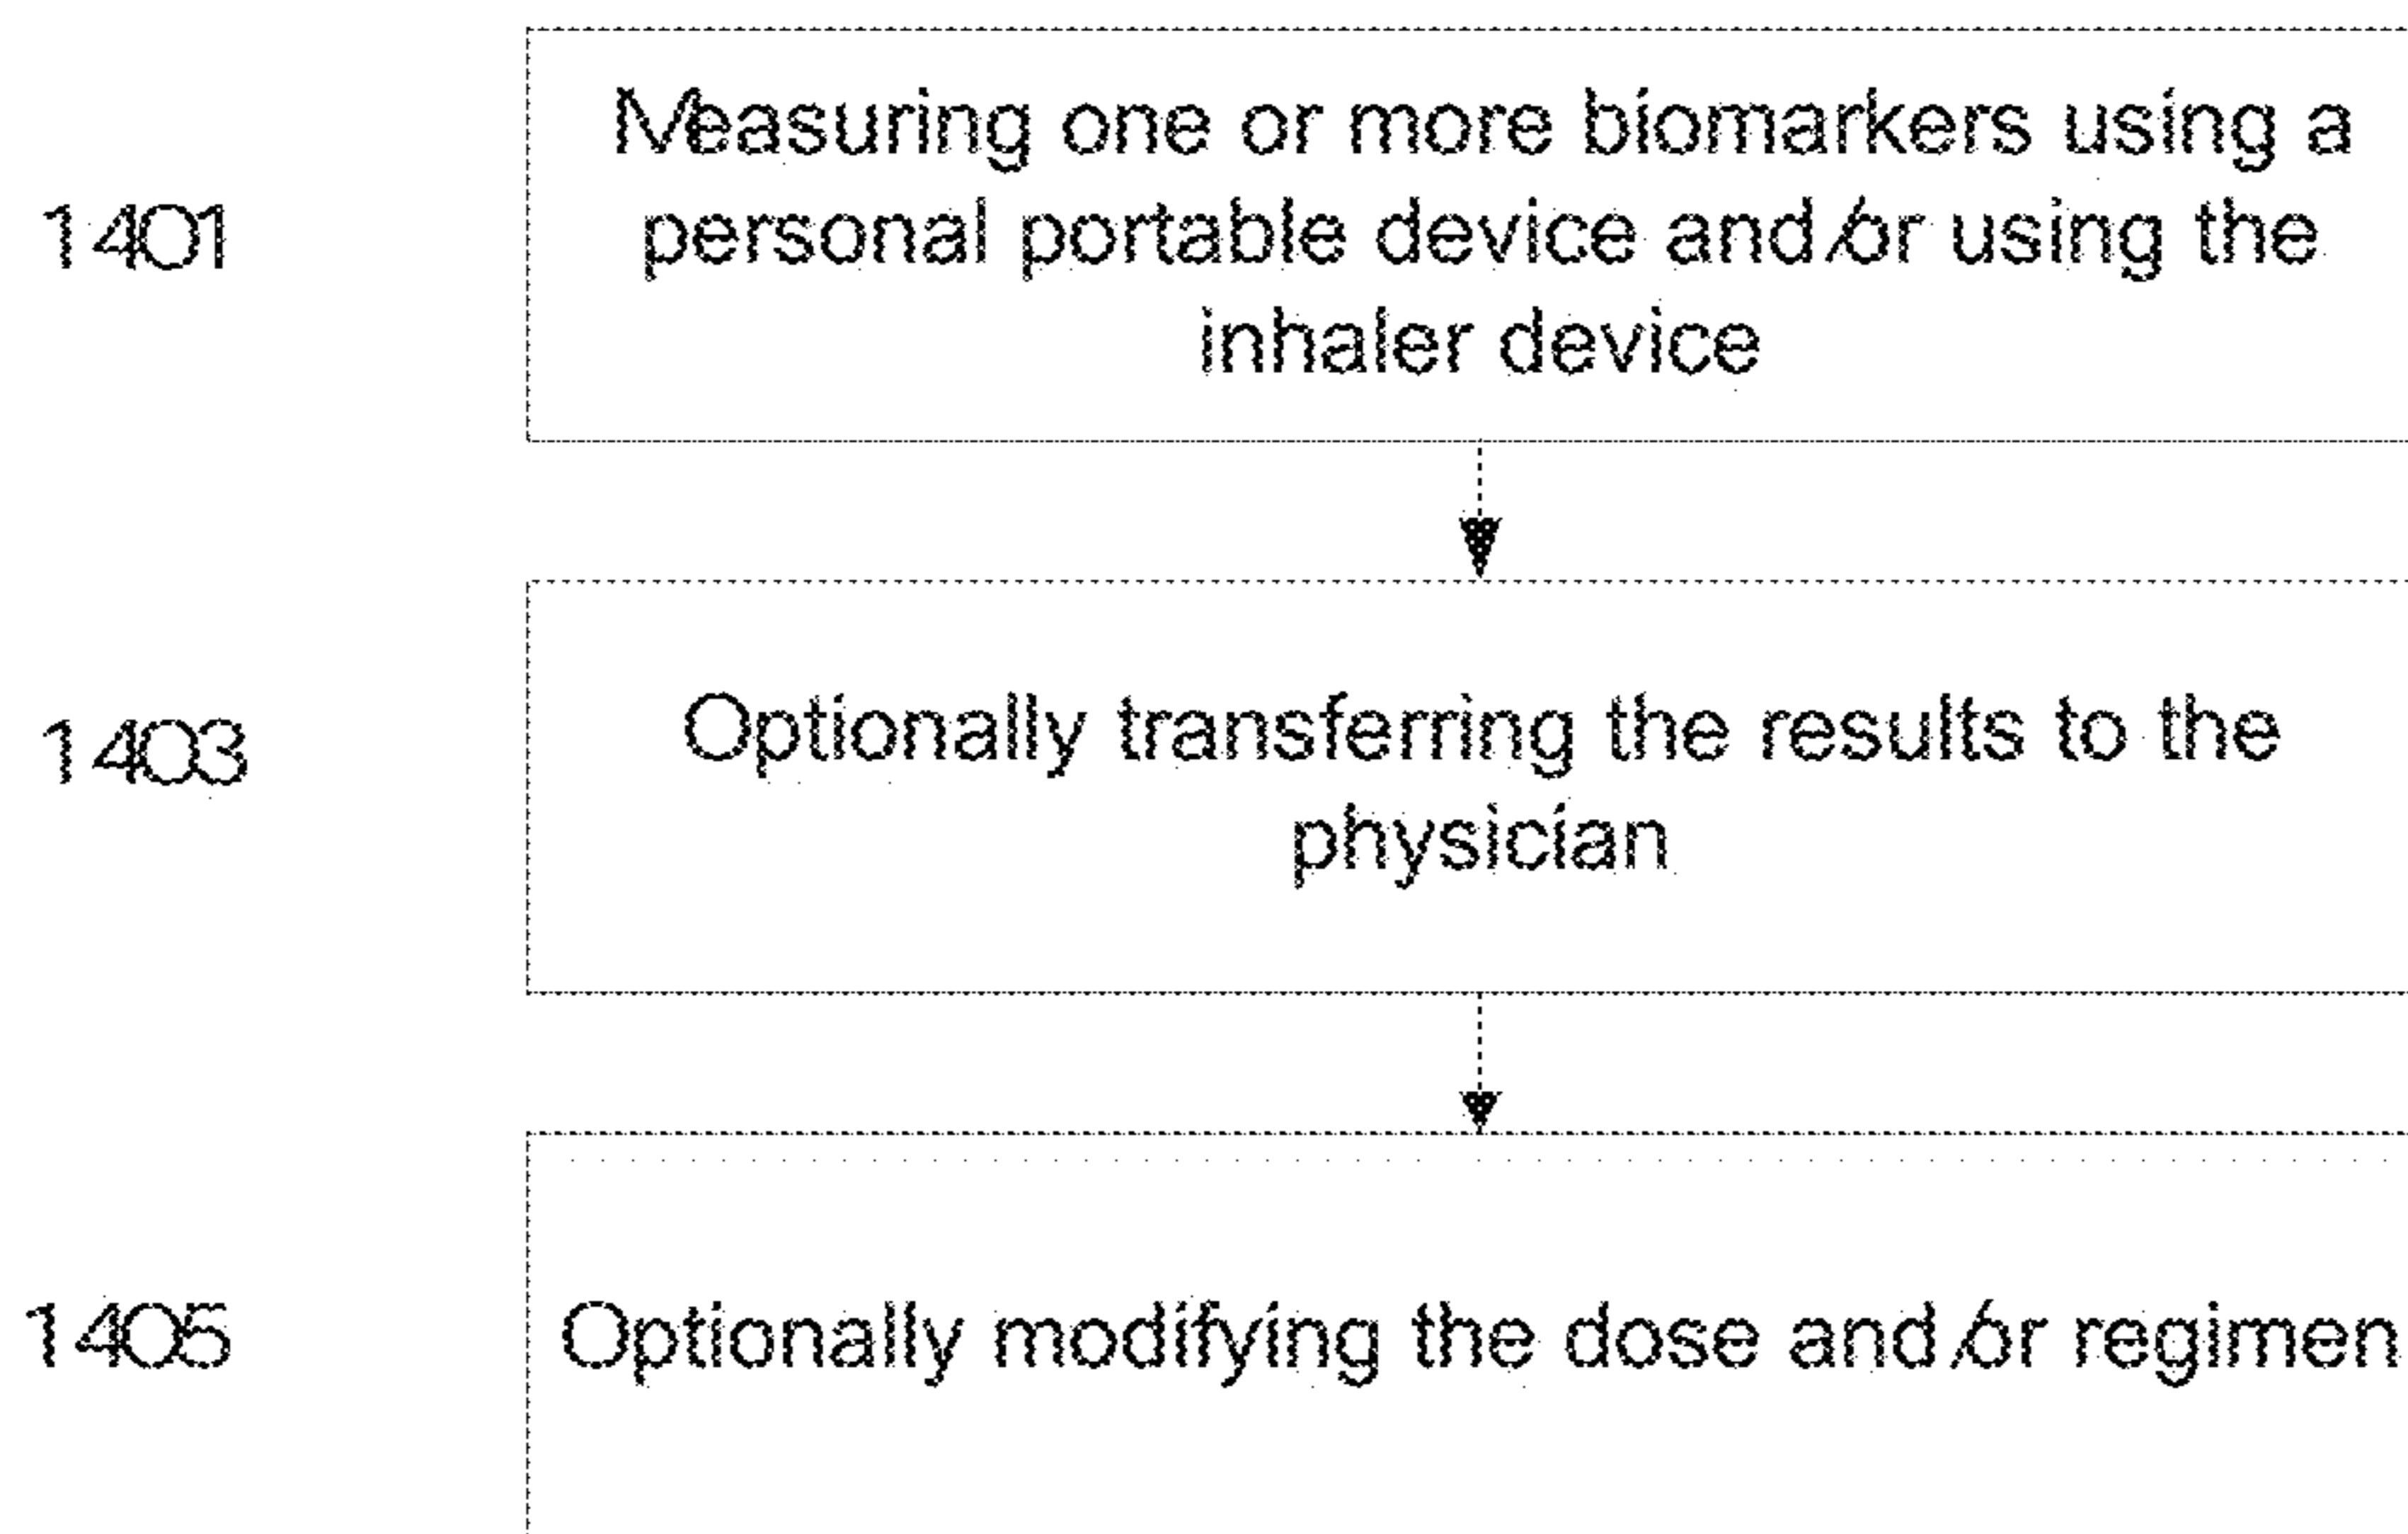 Measuring one or more biomarkers using a
1401 personal portable device and/or using the
inhaler device
Optionally transferring the results to the
1403
physician
1405 Optionally modifying the dose and/or regimen